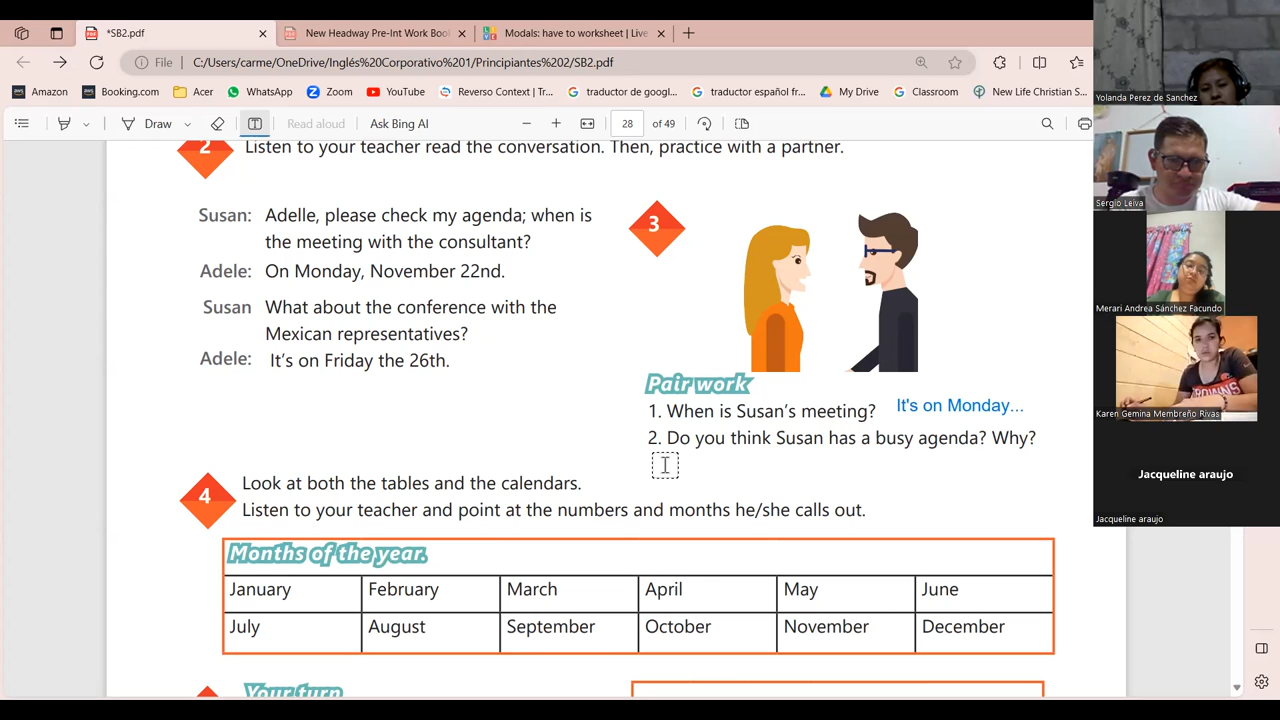 *SB2.pdf
New Headway Pre-Int Work Boo
Modals: have to worksheet | Live
File
C:/Users/carme/OneDrive/Inglés%20Corporativo%201/Principiantes%202/SB2.pdf
Amazon
Booking.com
Acer
WhatsApp
Zoom
YouTube
Reverso Context | Tr...
traductor de googl...
traductor español fr...
My Drive
Classroom
New Life Christian S...
Draw
Read aloud
Ask Bing AI
28 of 49
2
Listen to your teacher read the conversation. Then, practice with a partner.
Susan: Adelle, please check my agenda; when is
the meeting with the consultant?
Adele: On Monday, November 22nd.
Susan What about the conference with the
Mexican representatives?
Adele: It's on Friday the 26th.
3
Pair work
1. When is Susan's meeting? It's on Monday...
2. Do you think Susan has a busy agenda? Why?
4
Look at both the tables and the calendars.
Listen to your teacher and point at the numbers and months he/she calls out.
Months of the year.
January February March April May June
July August September October November December
Your turn
Yolanda Perez de Sanchez
Sergio Leiva
Merari Andrea Sánchez Facundo
BROWNS
Karen Gemina Membreño Rivas
Jacqueline araujo
Jacqueline araujo